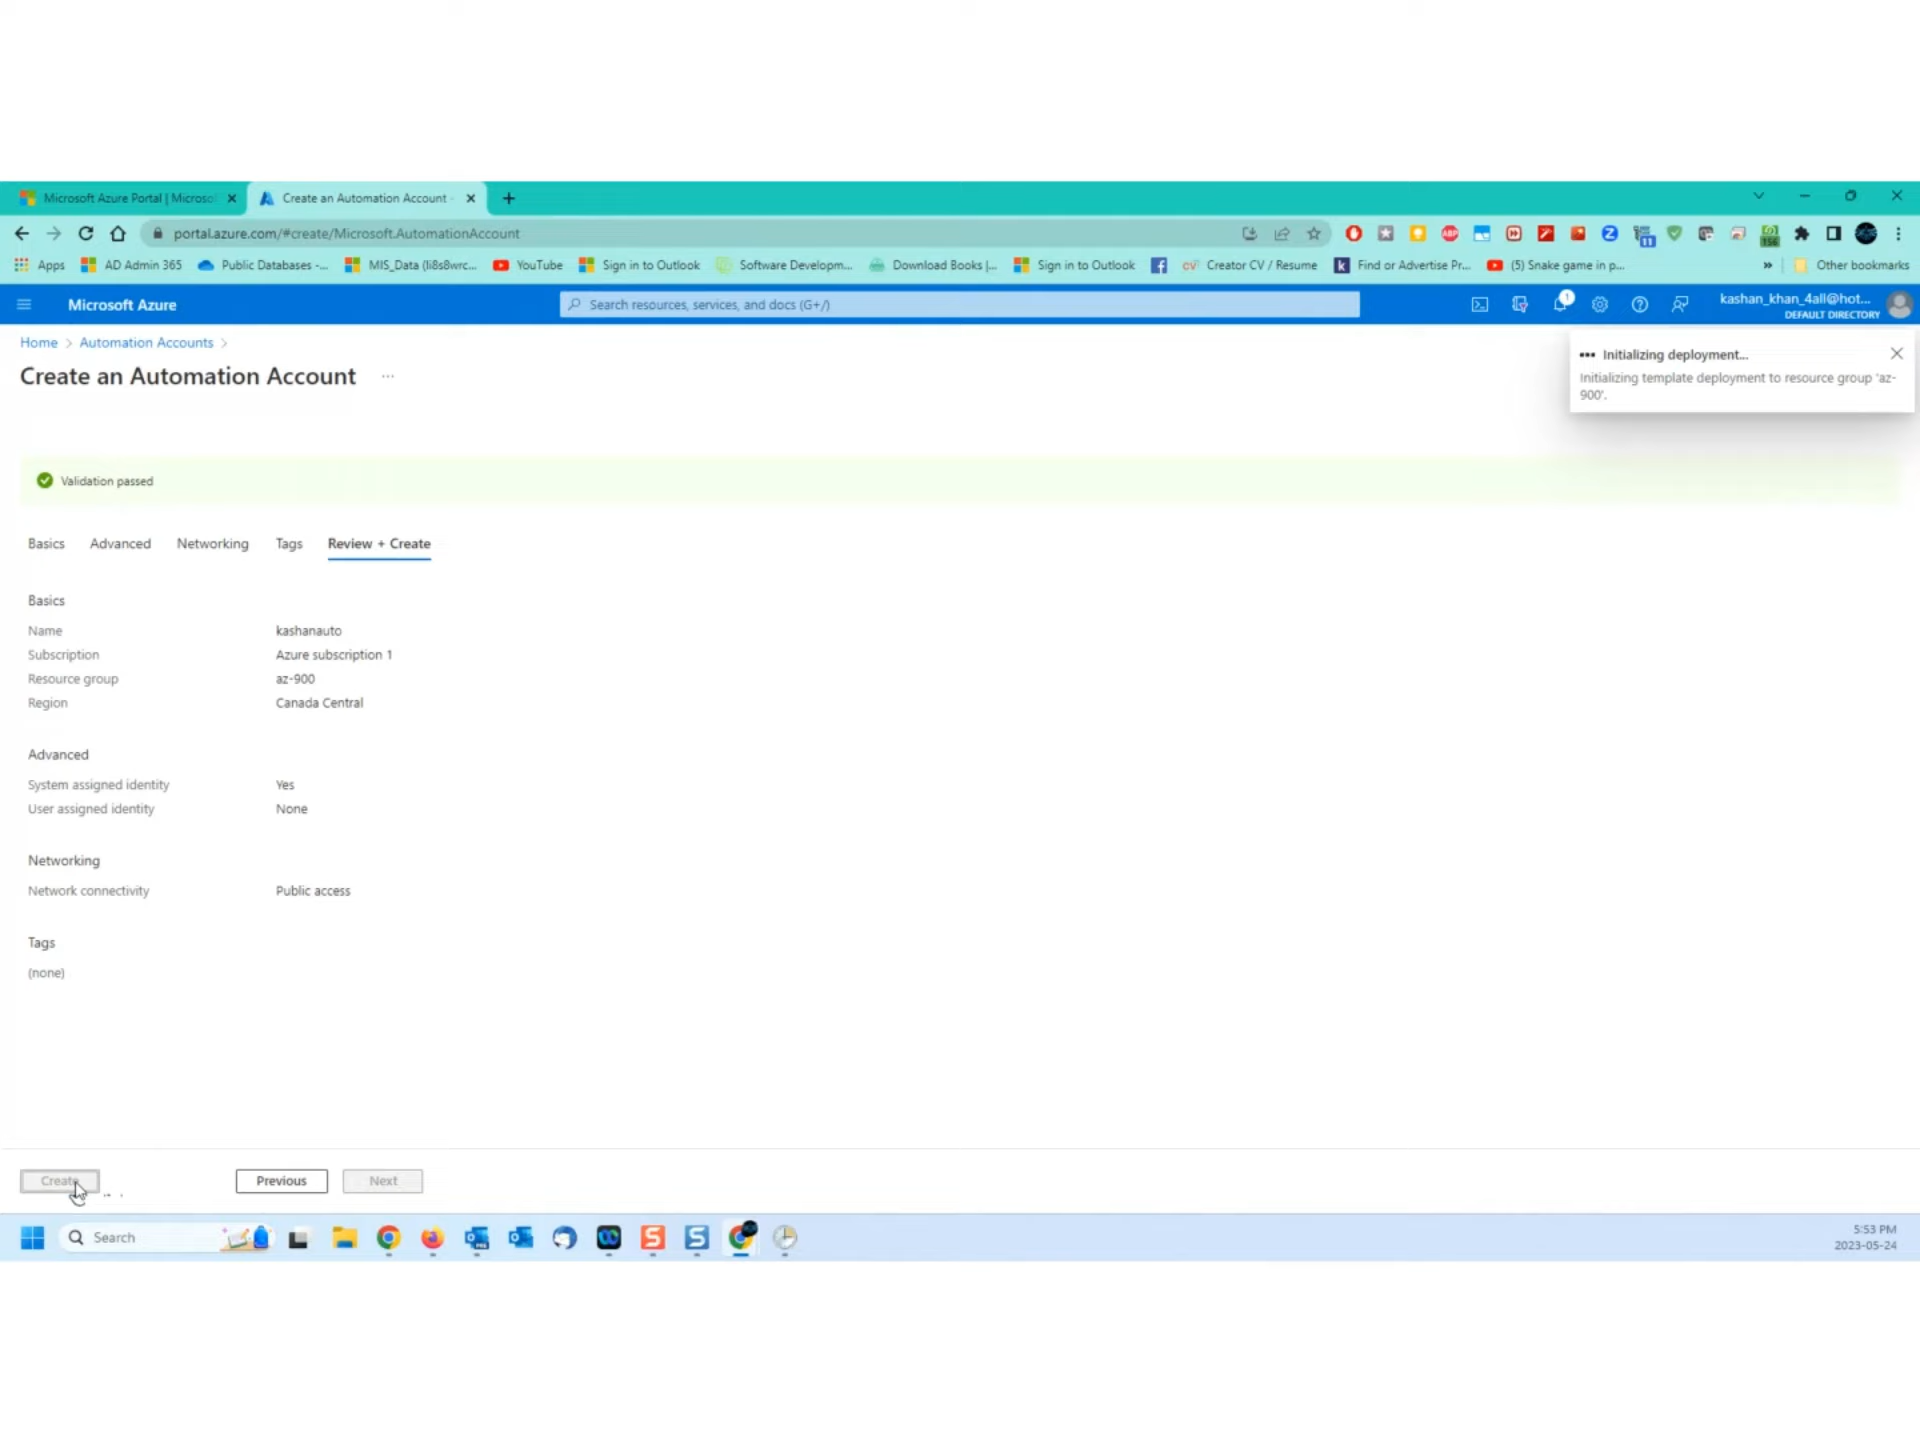 Microsoft Azure Portal | Microso
Create an Automation Account -
portal.azure.com/#create/Microsoft.AutomationAccount
ABP
11
156
Apps
AD Admin 365
Public Databases -...
MIS_Data (li8s8wrc...
YouTube
Sign in to Outlook
Software Developm...
Download Books |...
Sign in to Outlook
CV Creator CV / Resume
k Find or Advertise Pr...
(5) Snake game in p...
» Other bookmarks
Microsoft Azure
Search resources, services, and docs (G+/)
1
kashan_khan_4all@hot...
DEFAULT DIRECTORY
Home > Automation Accounts >
Create an Automation Account ...
Initializing deployment...
Initializing template deployment to resource group 'az-
900'.
Validation passed
Basics Advanced Networking Tags Review + Create
Basics
Name kashanauto
Subscription Azure subscription 1
Resource group az-900
Region Canada Central
Advanced
System assigned identity Yes
User assigned identity None
Networking
Network connectivity Public access
Tags
(none)
Create Previous Next
Search
5:53 PM
2023-05-24